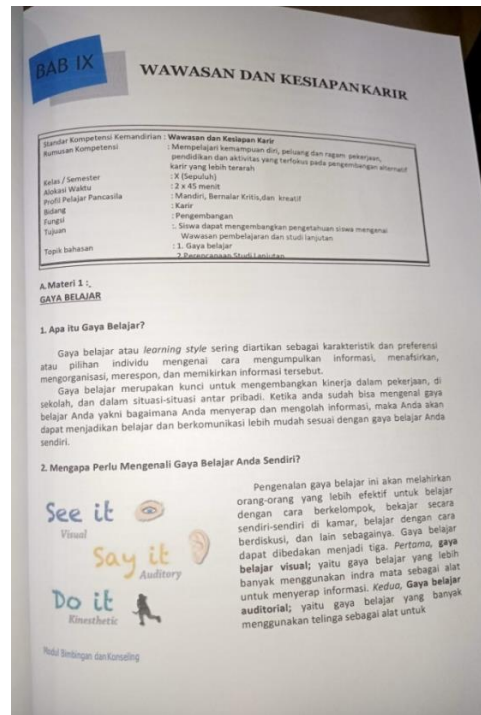 BAB IX
WAWASAN DAN KESIAPAN KARIR
Standar Kompetensi Kemandirian : Wawasan dan Kesiapan Karir
Rumusan Kompetensi : Mempelajari kemampuan diri, peluang dan ragam pekerjaan,
pendidikan dan aktivitas yang terfokus pada pengembangan alternatif
karir yang lebih terarah
Kelas / Semester : X (Sepuluh)
Alokasi Waktu : 2 x 45 menit
Profil Pelajar Pancasila : Mandiri, Bernalar Kritis,dan kreatif
Bidang : Karir
Fungsi : Pengembangan
Tujuan :. Siswa dapat mengembangkan pengetahuan siswa mengenai
Wawasan pembelajaran dan studi lanjutan
Topik bahasan : 1. Gaya belajar
2.Perencanaan Studi Lanjutan
A. Materi 1 :.
GAYA BELAJAR
1. Apa itu Gaya Belajar?
Gaya belajar atau learning style sering diartikan sebagai karakteristik dan preferensi
atau pilihan individu mengenai cara mengumpulkan informasi, menafsirkan,
mengorganisasi, merespon, dan memikirkan informasi tersebut.
Gaya belajar merupakan kunci untuk mengembangkan kinerja dalam pekerjaan, di
sekolah, dan dalam situasi-situasi antar pribadi. Ketika anda sudah bisa mengenal gaya
belajar Anda yakni bagaimana Anda menyerap dan mengolah informasi, maka Anda akan
dapat menjadikan belajar dan berkomunikasi lebih mudah sesuai dengan gaya belajar Anda
sendiri.
2. Mengapa Perlu Mengenali Gaya Belajar Anda Sendiri?
See it
Visual
Say it
Auditory
Do it
Kinesthetic
Pengenalan gaya belajar ini akan melahirkan
orang-orang yang lebih efektif untuk belajar
dengan cara berkelompok, bekajar secara
sendiri-sendiri di kamar, belajar dengan cara
berdiskusi, dan lain sebagainya. Gaya belajar
dapat dibedakan menjadi tiga. Pertama, gaya
belajar visual; yaitu gaya belajar yang lebih
banyak menggunakan indra mata sebagai alat
untuk menyerap informasi. Kedua, Gaya belajar
auditorial; yaitu gaya belajar yang banyak
menggunakan telinga sebagai alat untuk
Modul Bimbingan dan Konseling